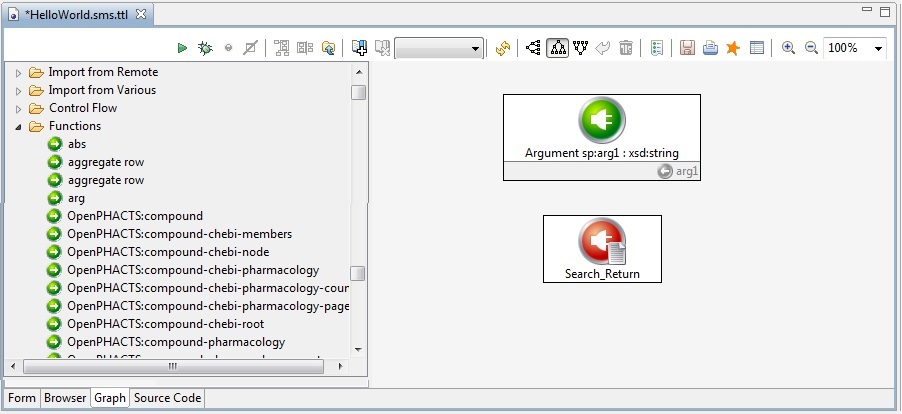 *HelloWorld.sms.ttl
100%
Import from Remote
Import from Various
Control Flow
Functions
abs
aggregate row
aggregate row
arg
OpenPHACTS:compound
OpenPHACTS:compound-chebi-members
OpenPHACTS:compound-chebi-node
OpenPHACTS:compound-chebi-pharmacology
OpenPHACTS:compound-chebi-pharmacology-coun
OpenPHACTS:compound-chebi-pharmacology-page
OpenPHACTS:compound-chebi-root
OpenPHACTS:compound-pharmacology
Argument sp:arg1 : xsd:string
arg1
Search_Return
Form Browser Graph Source Code